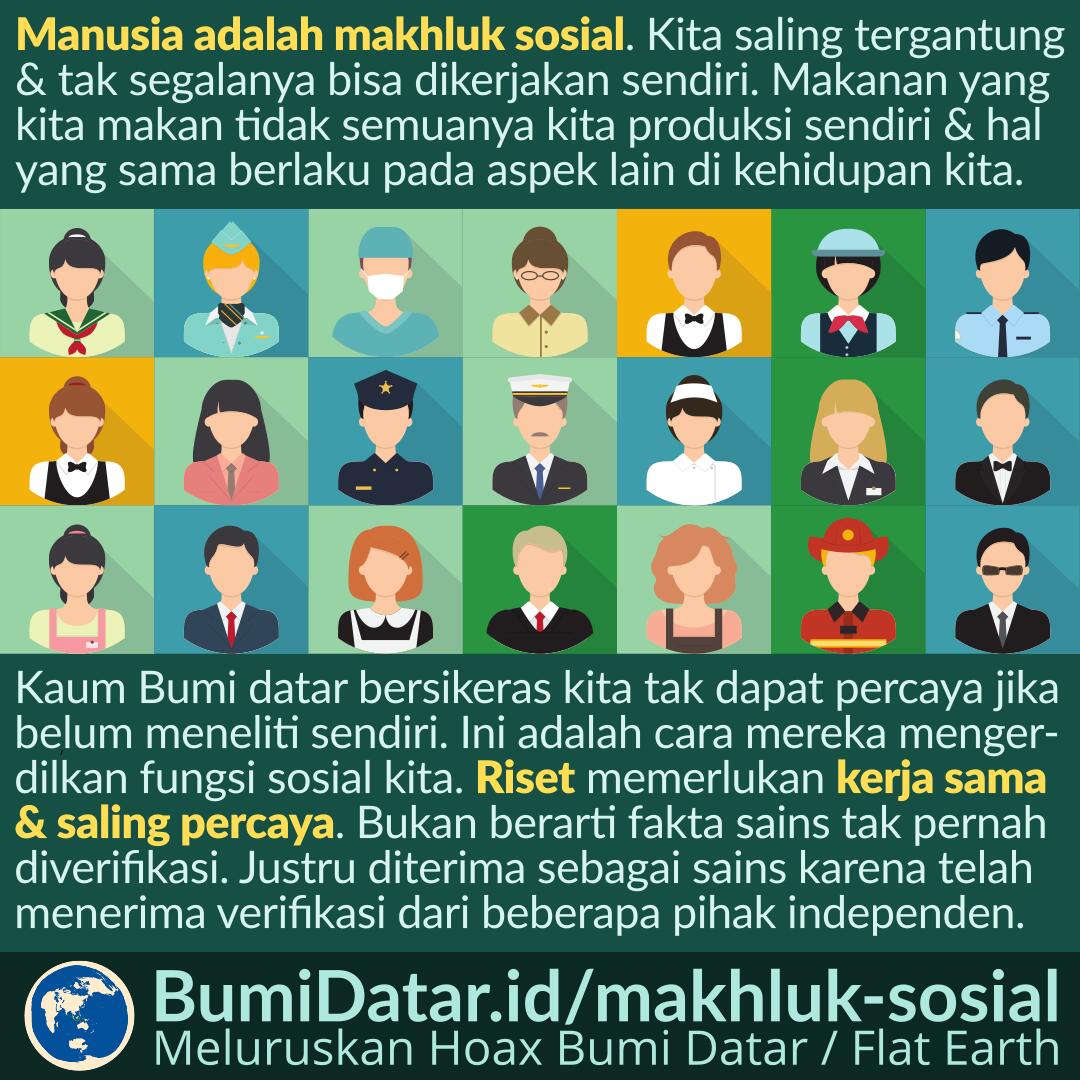 Manusia adalah makhluk sosial. Kita saling tergantung
& tak segalanya bisa dikerjakan sendiri. Makanan yang
kita makan tidak semuanya kita produksi sendiri & hal
yang sama berlaku pada aspek lain di kehidupan kita.
Kaum Bumi datar bersikeras kita tak dapat percaya jika
belum meneliti sendiri. Ini adalah cara mereka menger-
dilkan fungsi sosial kita. Riset memerlukan kerja sama
& saling percaya. Bukan berarti fakta sains tak pernah
diverifikasi. Justru diterima sebagai sains karena telah
menerima verifikasi dari beberapa pihak independen.
BumiDatar.id/makhluk-sosial
Meluruskan Hoax Bumi Datar / Flat Earth